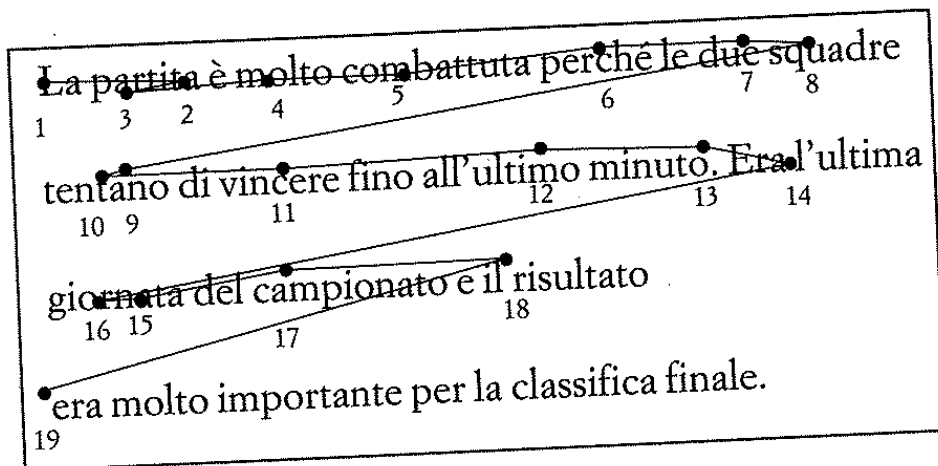 La partita è molto combattuta perché le due squadre
1 3 2 4 5 6 7 8
tentano di vincere fino all'ultimo minuto. Era l'ultima
10 9 11 12 13 14
giornata del campionato e il risultato
16 15 17 18
era molto importante per la classifica finale.
19